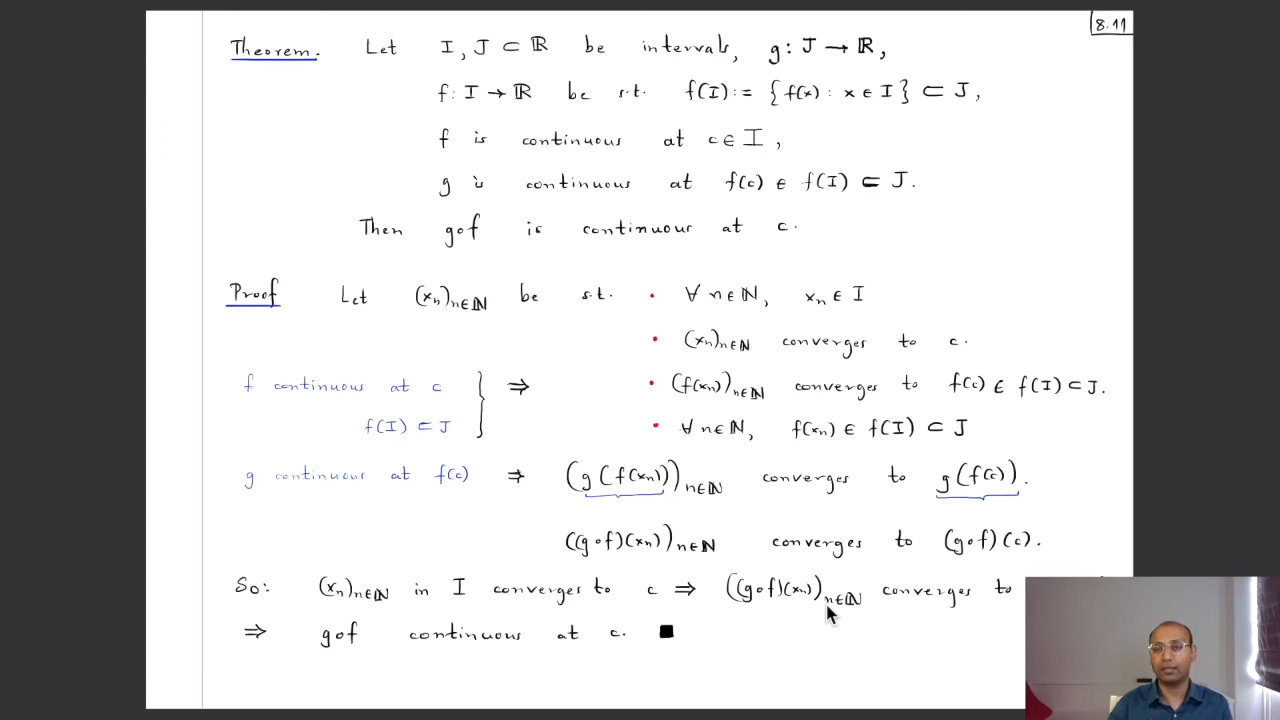 8.11
Theorem. Let I, J ⊂ ℝ be intervals, g: J → ℝ,
f: I → ℝ be s.t. f(I) := {f(x) : x ∈ I} ⊂ J,
f is continuous at c ∈ I,
g is continuous at f(c) ∈ f(I) ⊂ J.
Then g∘f is continuous at c.
Proof Let (xₙ)ₙ∈ℕ be s.t. • ∀ n∈ℕ, xₙ ∈ I
• (xₙ)ₙ∈ℕ converges to c.
f continuous at c } ⇒ • (f(xₙ))ₙ∈ℕ converges to f(c) ∈ f(I) ⊂ J.
f(I) ⊂ J • ∀ n∈ℕ, f(xₙ) ∈ f(I) ⊂ J
g continuous at f(c) ⇒ (g(f(xₙ)))ₙ∈ℕ converges to g(f(c)).
((g∘f)(xₙ))ₙ∈ℕ converges to (g∘f)(c).
So: (xₙ)ₙ∈ℕ in I converges to c ⇒ ((g∘f)(xₙ))ₙ∈ℕ converges to
⇒ g∘f continuous at c. ■